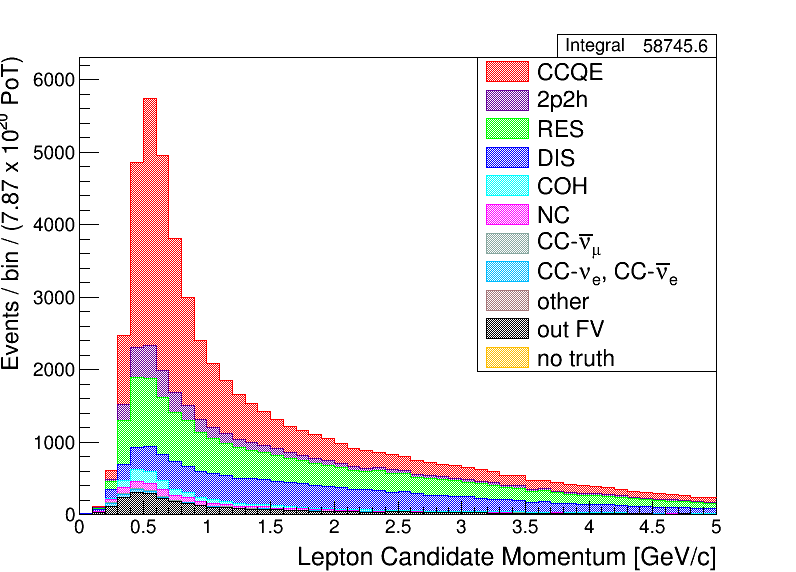 Integral 58745.6
Events / bin / (7.87 x 10²⁰ PoT)
6000
5000
4000
3000
2000
1000
0
CCQE
2p2h
RES
DIS
COH
NC
CC-ν̅μ
CC-νe, CC-ν̅e
other
out FV
no truth
0 0.5 1 1.5 2 2.5 3 3.5 4 4.5 5
Lepton Candidate Momentum [GeV/c]